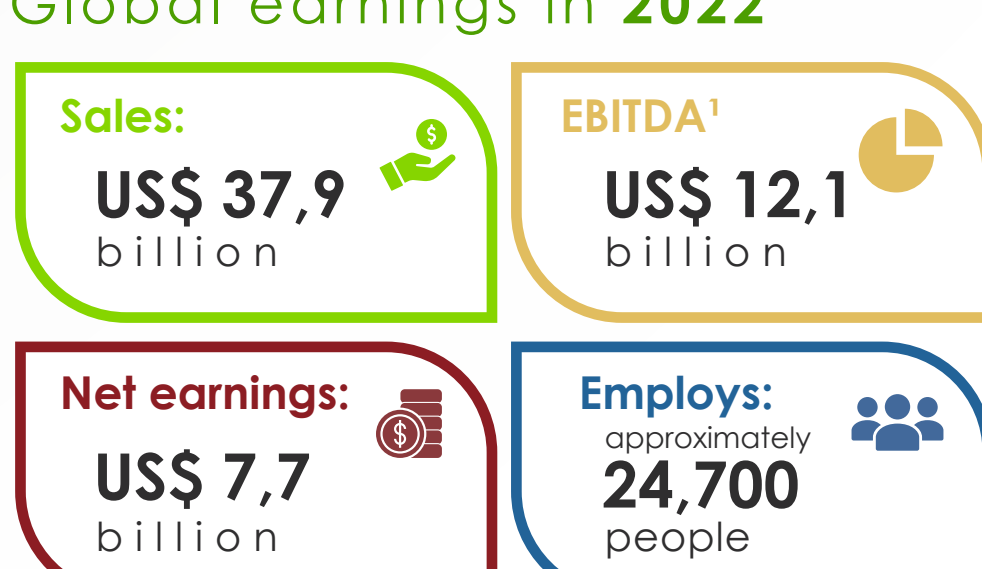 Global earnings in 2022
Sales:
US$ 37,9
billion
EBITDA¹
US$ 12,1
billion
Net earnings:
US$ 7,7
billion
Employs:
approximately
24,700
people